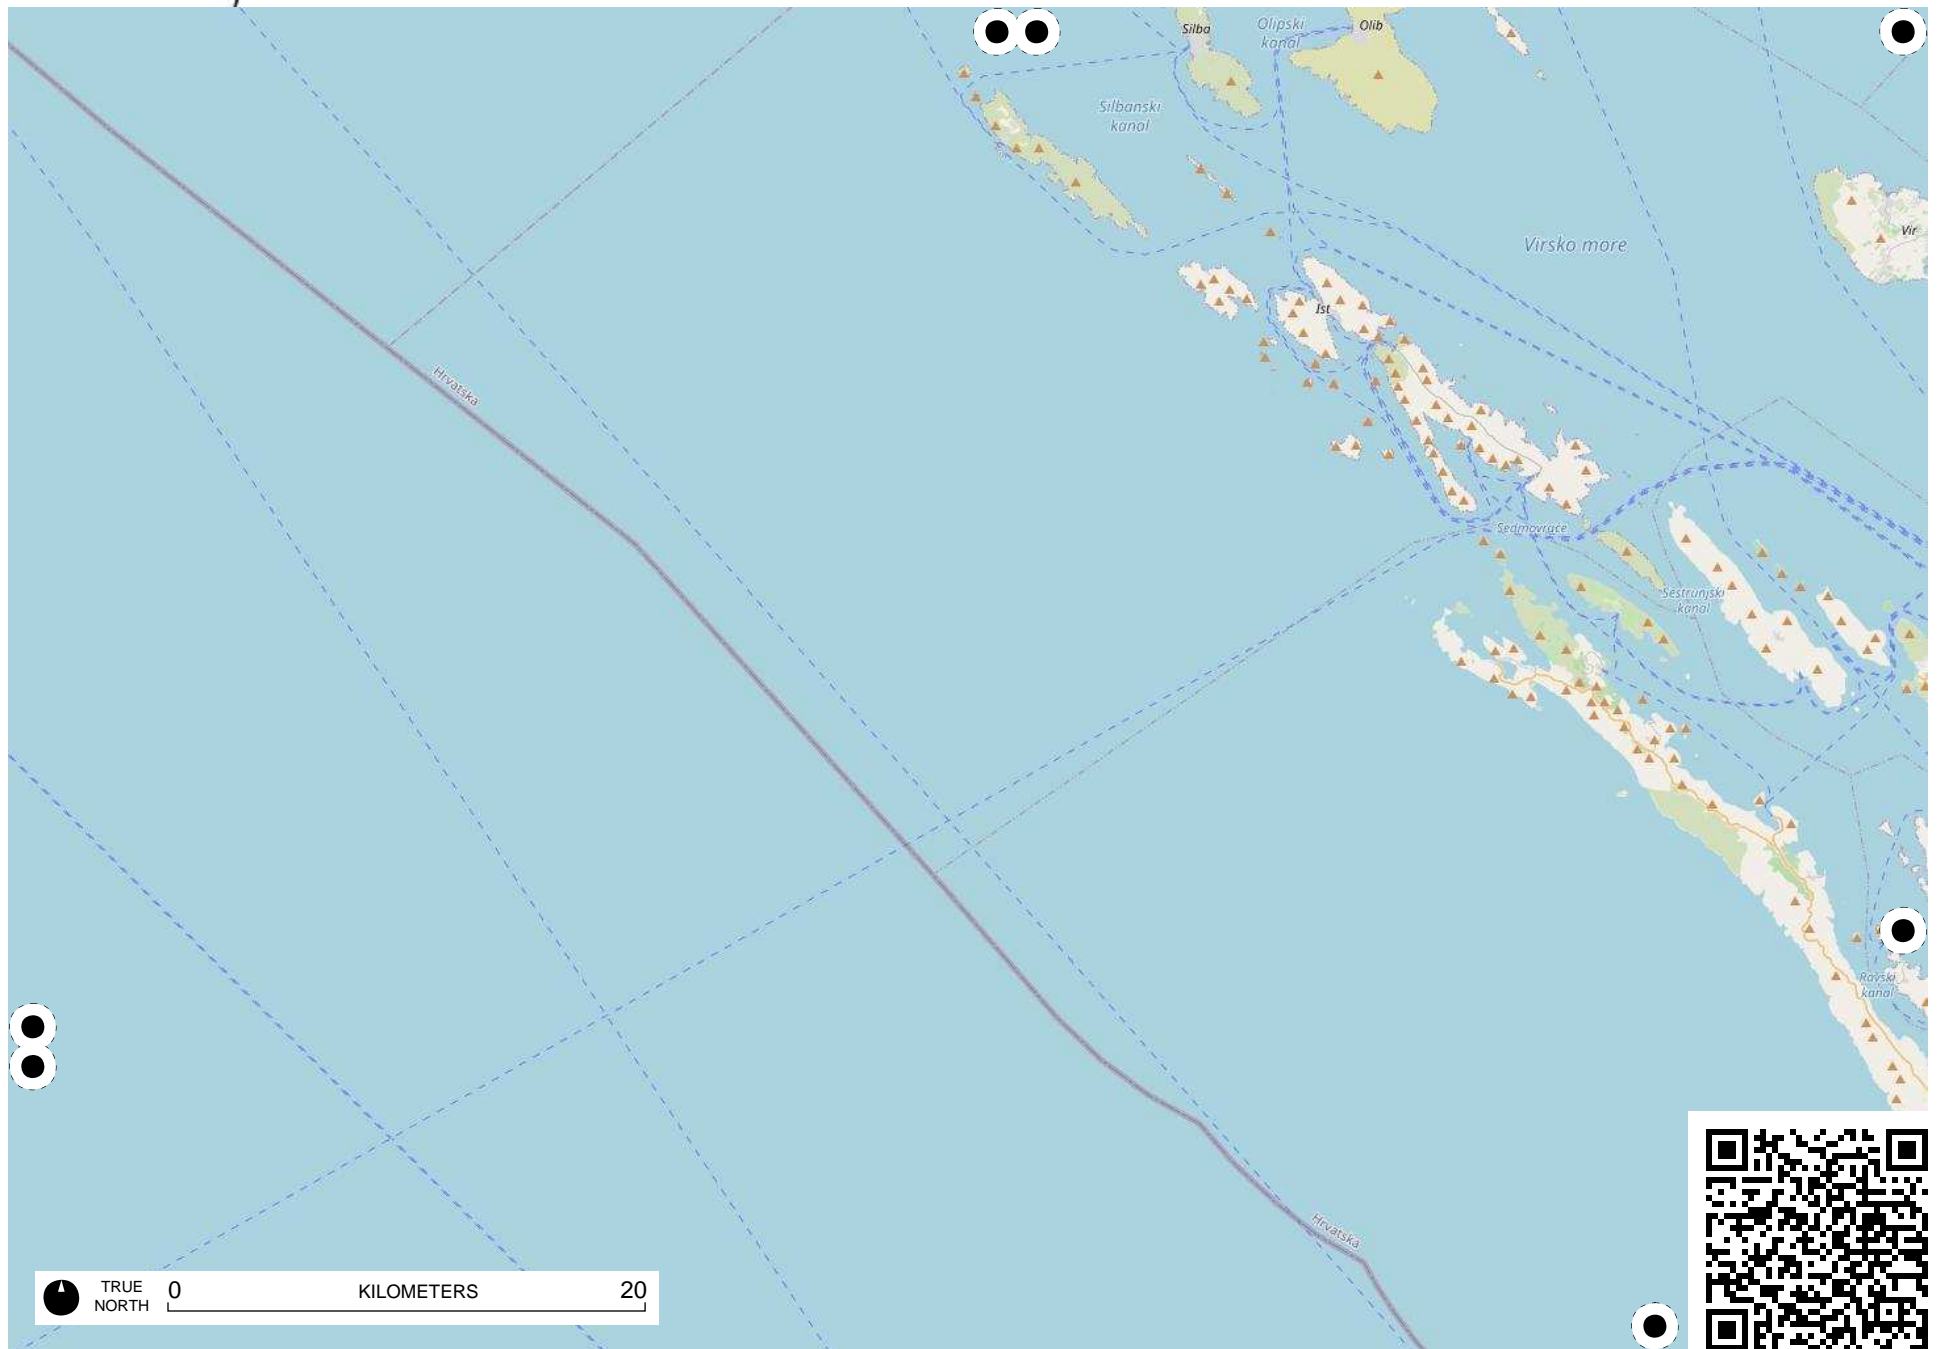 Silba
Olipski
kanal
Olib
Silbanski
kanal
Virsko more
Vir
Ist
Hrvatska
Sedmovraće
Sestrunjski
kanal
Ravski
kanal
Hrvatska
TRUE
NORTH
0
KILOMETERS
20